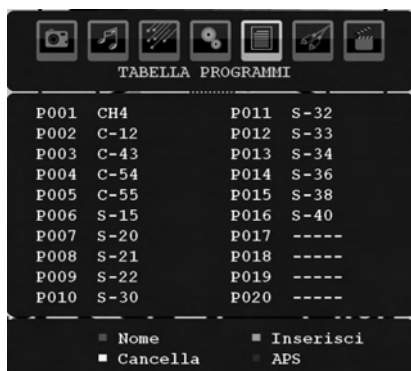 TABELLA PROGRAMMI
P001 CH4 P011 S-32
P002 C-12 P012 S-33
P003 C-43 P013 S-34
P004 C-54 P014 S-36
P005 C-55 P015 S-38
P006 S-15 P016 S-40
P007 S-20 P017 -----
P008 S-21 P018 -----
P009 S-22 P019 -----
P010 S-30 P020 -----
Nome Inserisci
Cancella APS